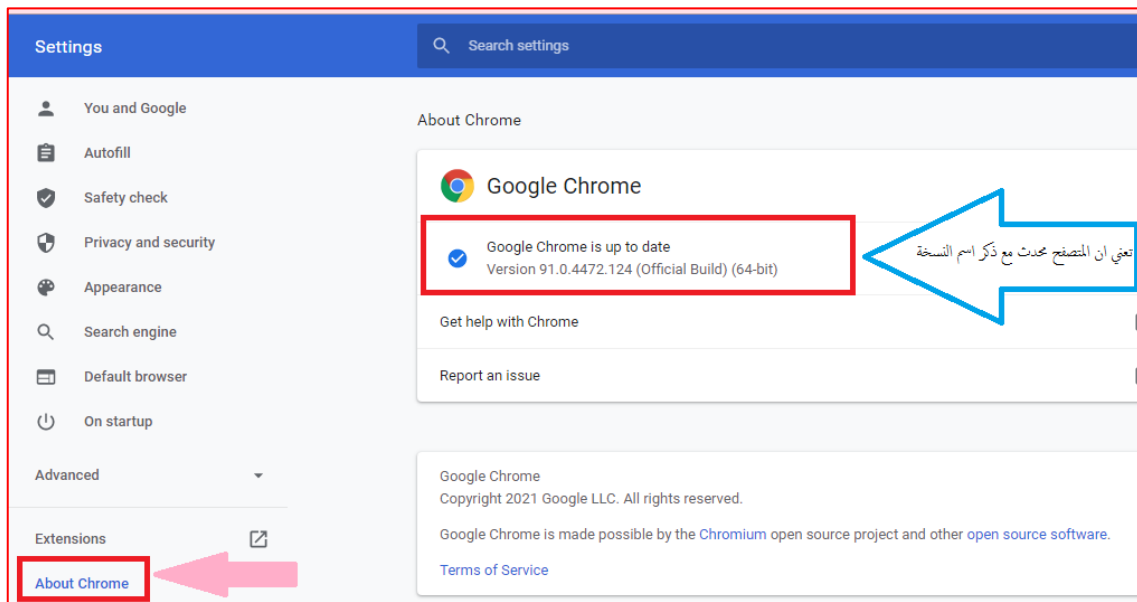 Settings
Search settings
You and Google
Autofill
Safety check
Privacy and security
Appearance
Search engine
Default browser
On startup
Advanced
Extensions
About Chrome
About Chrome
Google Chrome
Google Chrome is up to date
Version 91.0.4472.124 (Official Build) (64-bit)
تعني ان المتصفح محدث مع ذكر اسم النسخة
Get help with Chrome
Report an issue
Google Chrome
Copyright 2021 Google LLC. All rights reserved.
Google Chrome is made possible by the Chromium open source project and other open source software.
Terms of Service